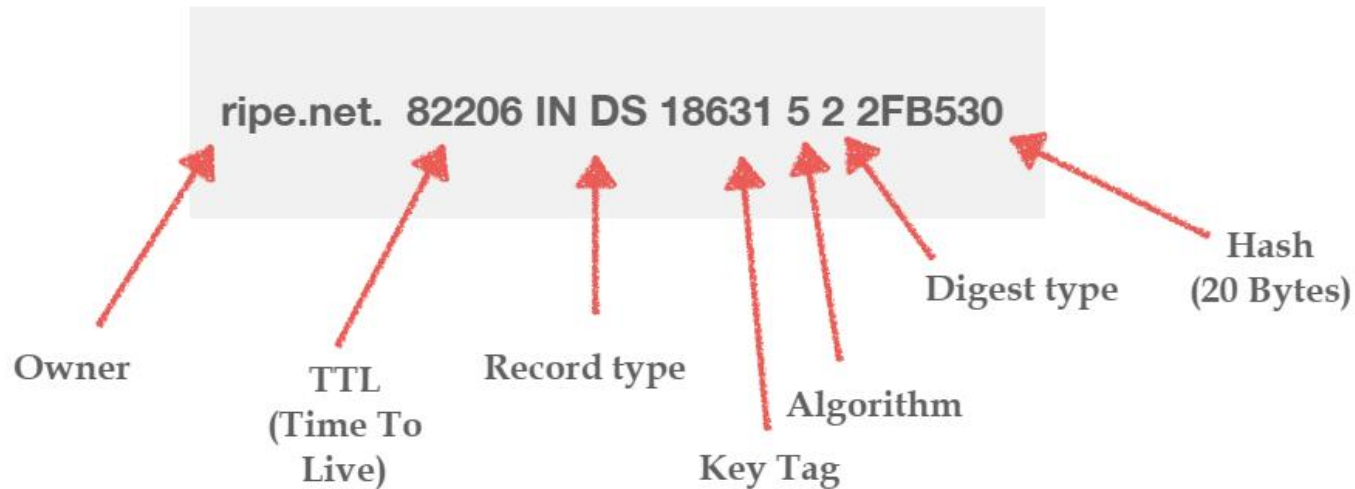 ripe.net. 82206 IN DS 18631 5 2 2FB530
Hash
(20 Bytes)
Digest type
Owner
TTL
(Time To
Live)
Record type
Algorithm
Key Tag